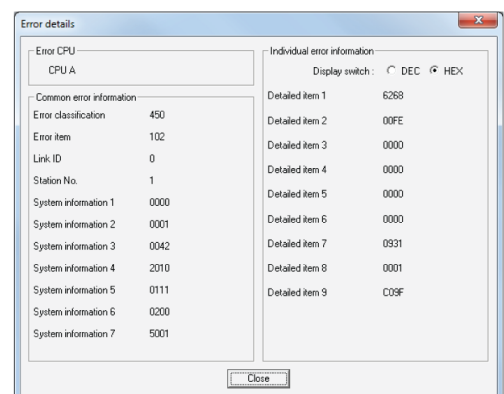 Error details
Error CPU
CPU A
Common error information
Error classification 450
Error item 102
Link ID 0
Station No. 1
System information 1 0000
System information 2 0001
System information 3 0042
System information 4 2010
System information 5 0111
System information 6 0200
System information 7 5001
Individual error information
Display switch : DEC HEX
Detailed item 1 6268
Detailed item 2 00FE
Detailed item 3 0000
Detailed item 4 0000
Detailed item 5 0000
Detailed item 6 0000
Detailed item 7 0931
Detailed item 8 0001
Detailed item 9 C09F
Close